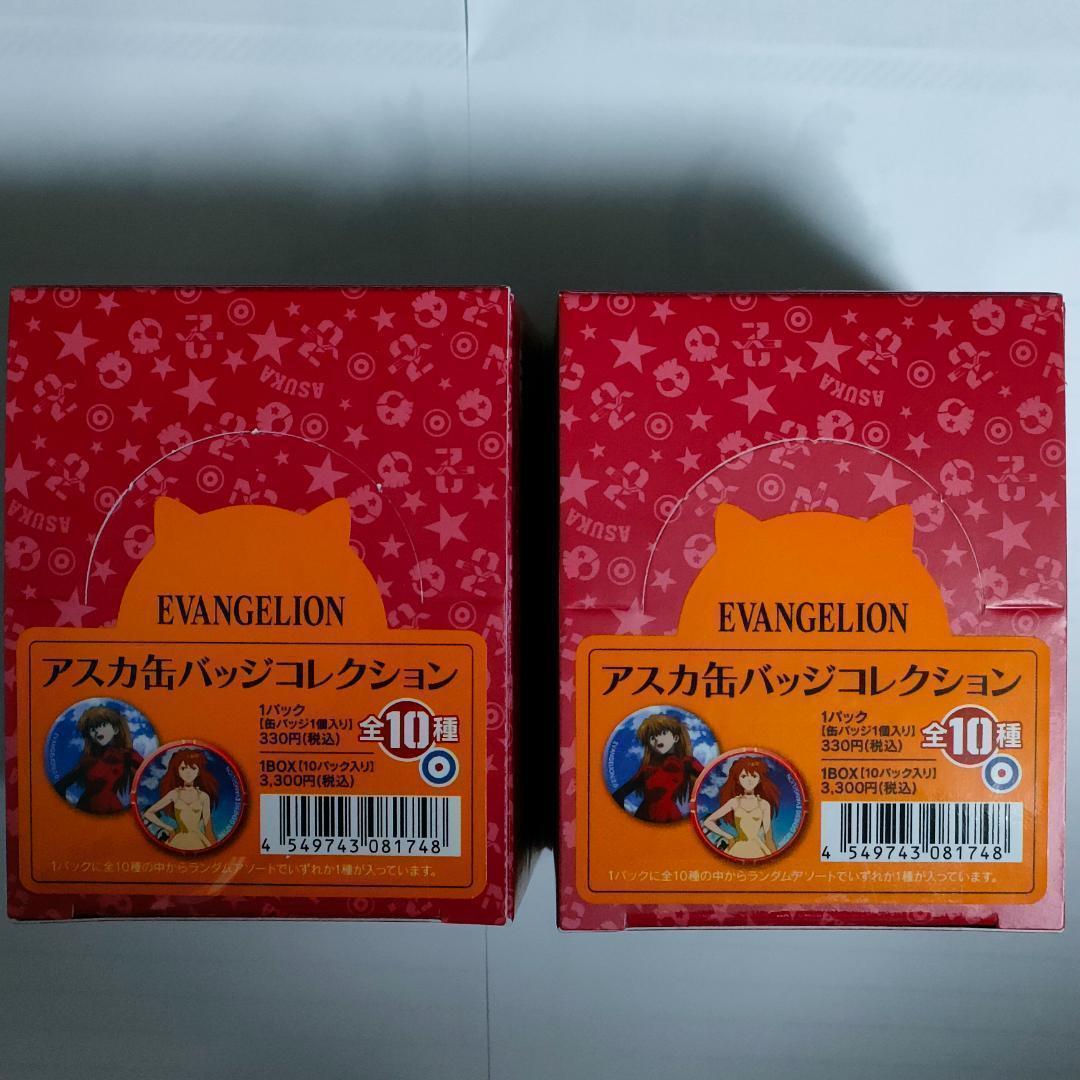 ASUKA
ASUKA
EVANGELION
アスカ缶バッジコレクション
1パック
【缶バッジ1個入り】
330円(税込)
全10種
1BOX【10パック入り】
3,300円(税込)
4 549743 081748
1パックに全10種の中からランダムアソートでいずれか1種が入っています。
ASUKA
ASUKA
EVANGELION
アスカ缶バッジコレクション
1パック
【缶バッジ1個入り】
330円(税込)
全10種
1BOX【10パック入り】
3,300円(税込)
4 549743 081748
1パックに全10種の中からランダムアソートでいずれか1種が入っています。